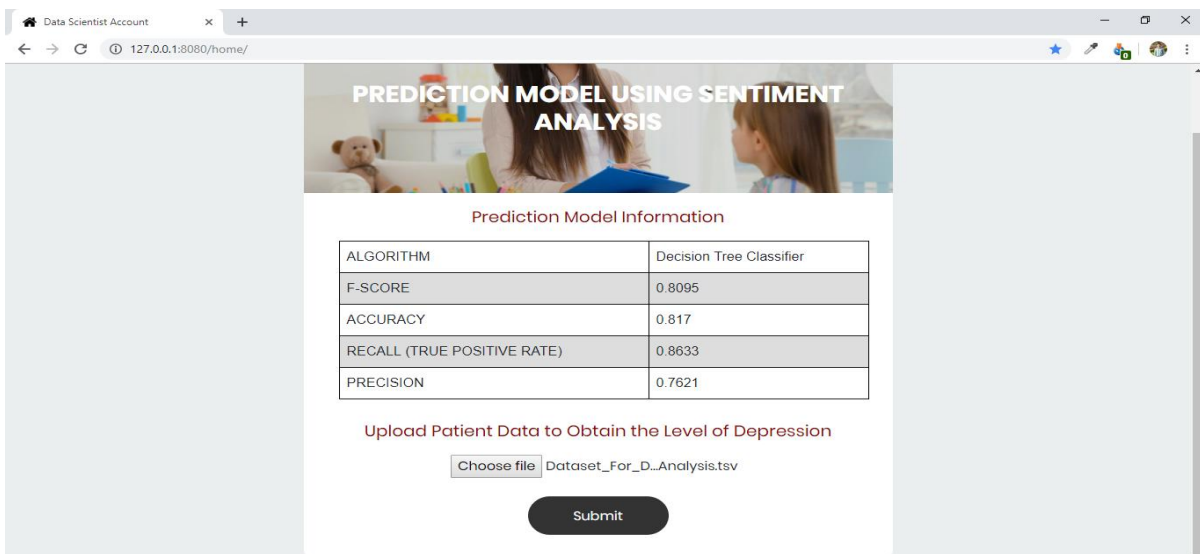 Data Scientist Account
127.0.0.1:8080/home/
0
PREDICTION MODEL USING SENTIMENT
ANALYSIS
Prediction Model Information
ALGORITHM Decision Tree Classifier
F-SCORE 0.8095
ACCURACY 0.817
RECALL (TRUE POSITIVE RATE) 0.8633
PRECISION 0.7621
Upload Patient Data to Obtain the Level of Depression
Choose file Dataset_For_D...Analysis.tsv
Submit